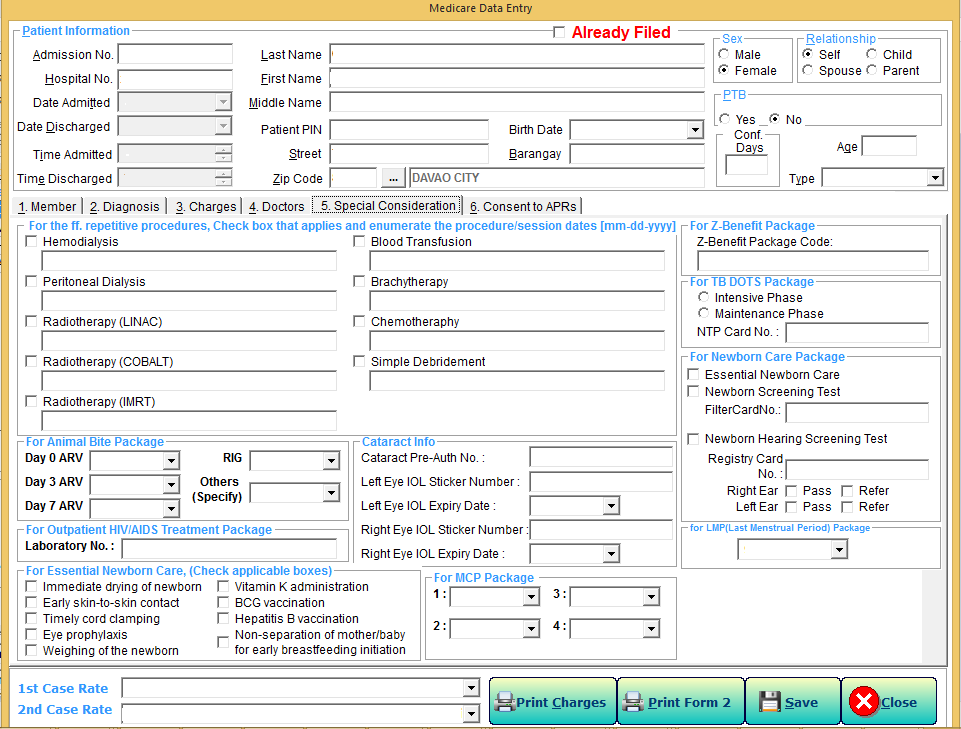 Medicare Data Entry
Patient Information
Already Filed
Admission No.
Hospital No.
Date Admitted
Date Discharged
Time Admitted
Time Discharged
Last Name
First Name
Middle Name
Patient PIN
Birth Date
Street
Barangay
Zip Code
...
DAVAO CITY
Sex
Male
Female
Relationship
Self
Child
Spouse
Parent
PTB
Yes
No
Conf.
Days
Age
Type
1. Member
2. Diagnosis
3. Charges
4. Doctors
5. Special Consideration
6. Consent to APRs
For the ff. repetitive procedures, Check box that applies and enumerate the procedure/session dates [mm-dd-yyyy]
Hemodialysis
Blood Transfusion
Peritoneal Dialysis
Brachytherapy
Radiotherapy (LINAC)
Chemotheraphy
Radiotherapy (COBALT)
Simple Debridement
Radiotherapy (IMRT)
For Z-Benefit Package
Z-Benefit Package Code:
For TB DOTS Package
Intensive Phase
Maintenance Phase
NTP Card No. :
For Newborn Care Package
Essential Newborn Care
Newborn Screening Test
FilterCardNo.:
Newborn Hearing Screening Test
Registry Card
No. :
Right Ear
Pass
Refer
Left Ear
Pass
Refer
for LMP(Last Menstrual Period) Package
For Animal Bite Package
Day 0 ARV
RIG
Day 3 ARV
Others
(Specify)
Day 7 ARV
Cataract Info
Cataract Pre-Auth No. :
Left Eye IOL Sticker Number :
Left Eye IOL Expiry Date :
Right Eye IOL Sticker Number :
Right Eye IOL Expiry Date :
For Outpatient HIV/AIDS Treatment Package
Laboratory No. :
For Essential Newborn Care, (Check applicable boxes)
Immediate drying of newborn
Vitamin K administration
Early skin-to-skin contact
BCG vaccination
Timely cord clamping
Hepatitis B vaccination
Eye prophylaxis
Non-separation of mother/baby
for early breastfeeding initiation
Weighing of the newborn
For MCP Package
1 :
3 :
2 :
4 :
1st Case Rate
2nd Case Rate
Print Charges
Print Form 2
Save
Close